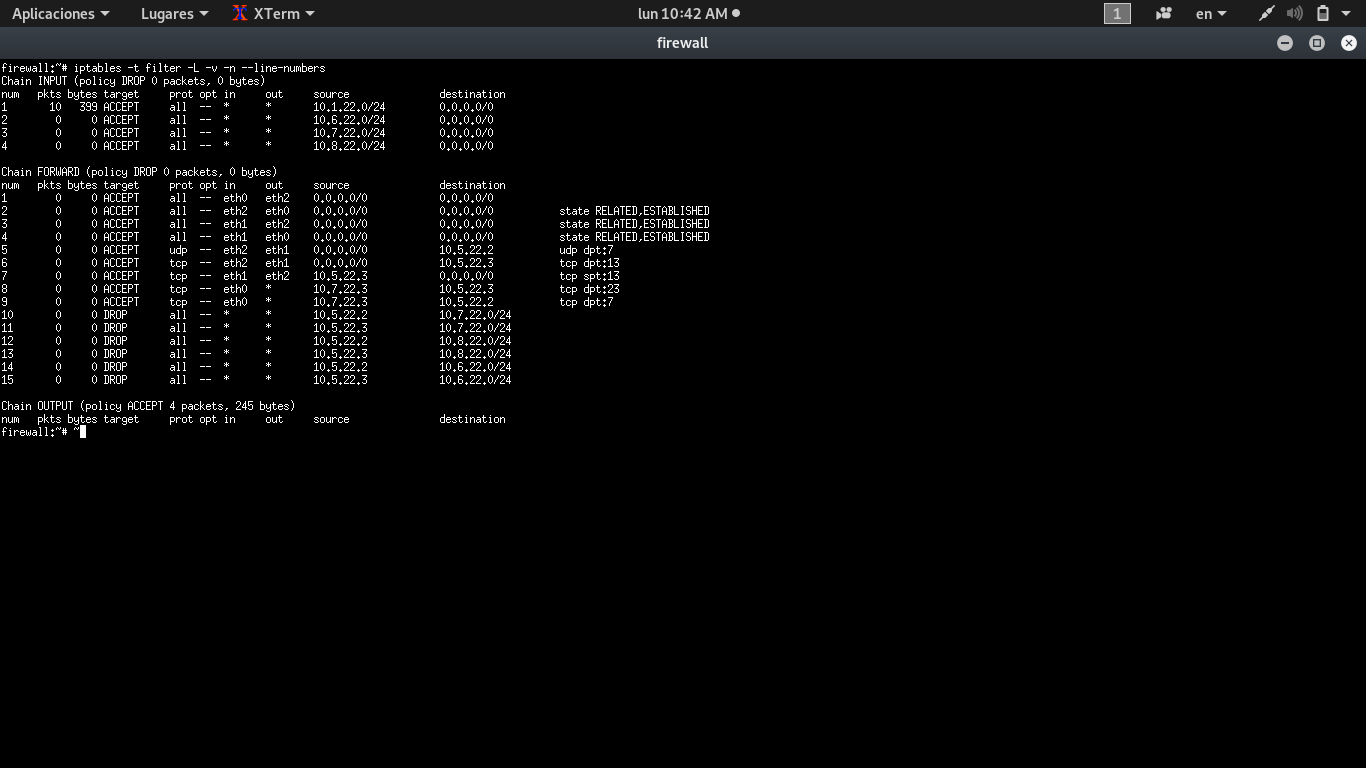 Aplicaciones Lugares XTerm lun 10:42 AM 1 en
firewall
firewall:~# iptables -t filter -L -v -n --line-numbers
Chain INPUT (policy DROP 0 packets, 0 bytes)
num pkts bytes target prot opt in out source destination
1 10 399 ACCEPT all -- * * 10.1.22.0/24 0.0.0.0/0
2 0 0 ACCEPT all -- * * 10.6.22.0/24 0.0.0.0/0
3 0 0 ACCEPT all -- * * 10.7.22.0/24 0.0.0.0/0
4 0 0 ACCEPT all -- * * 10.8.22.0/24 0.0.0.0/0
Chain FORWARD (policy DROP 0 packets, 0 bytes)
num pkts bytes target prot opt in out source destination
1 0 0 ACCEPT all -- eth0 eth2 0.0.0.0/0 0.0.0.0/0
2 0 0 ACCEPT all -- eth2 eth0 0.0.0.0/0 0.0.0.0/0 state RELATED,ESTABLISHED
3 0 0 ACCEPT all -- eth1 eth2 0.0.0.0/0 0.0.0.0/0 state RELATED,ESTABLISHED
4 0 0 ACCEPT all -- eth1 eth0 0.0.0.0/0 0.0.0.0/0 state RELATED,ESTABLISHED
5 0 0 ACCEPT udp -- eth2 eth1 0.0.0.0/0 10.5.22.2 udp dpt:7
6 0 0 ACCEPT tcp -- eth2 eth1 0.0.0.0/0 10.5.22.3 tcp dpt:13
7 0 0 ACCEPT tcp -- eth1 eth2 10.5.22.3 0.0.0.0/0 tcp spt:13
8 0 0 ACCEPT tcp -- eth0 * 10.7.22.3 10.5.22.3 tcp dpt:23
9 0 0 ACCEPT tcp -- eth0 * 10.7.22.3 10.5.22.2 tcp dpt:7
10 0 0 DROP all -- * * 10.5.22.2 10.7.22.0/24
11 0 0 DROP all -- * * 10.5.22.3 10.7.22.0/24
12 0 0 DROP all -- * * 10.5.22.2 10.8.22.0/24
13 0 0 DROP all -- * * 10.5.22.3 10.8.22.0/24
14 0 0 DROP all -- * * 10.5.22.2 10.6.22.0/24
15 0 0 DROP all -- * * 10.5.22.3 10.6.22.0/24
Chain OUTPUT (policy ACCEPT 4 packets, 245 bytes)
num pkts bytes target prot opt in out source destination
firewall:~# ~